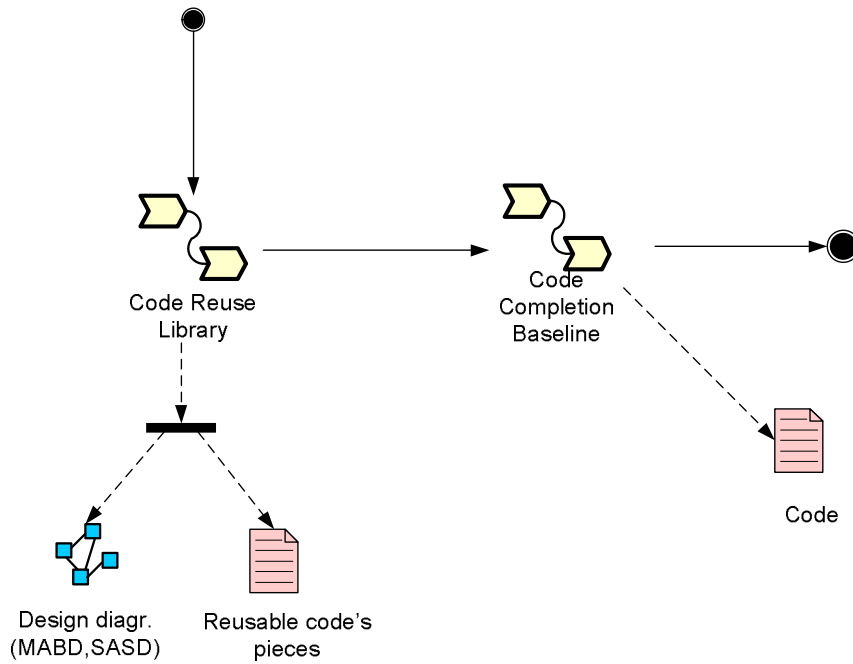 Code Reuse
Library
Code
Completion
Baseline
Code
Design diagr.
(MABD,SASD)
Reusable code's
pieces